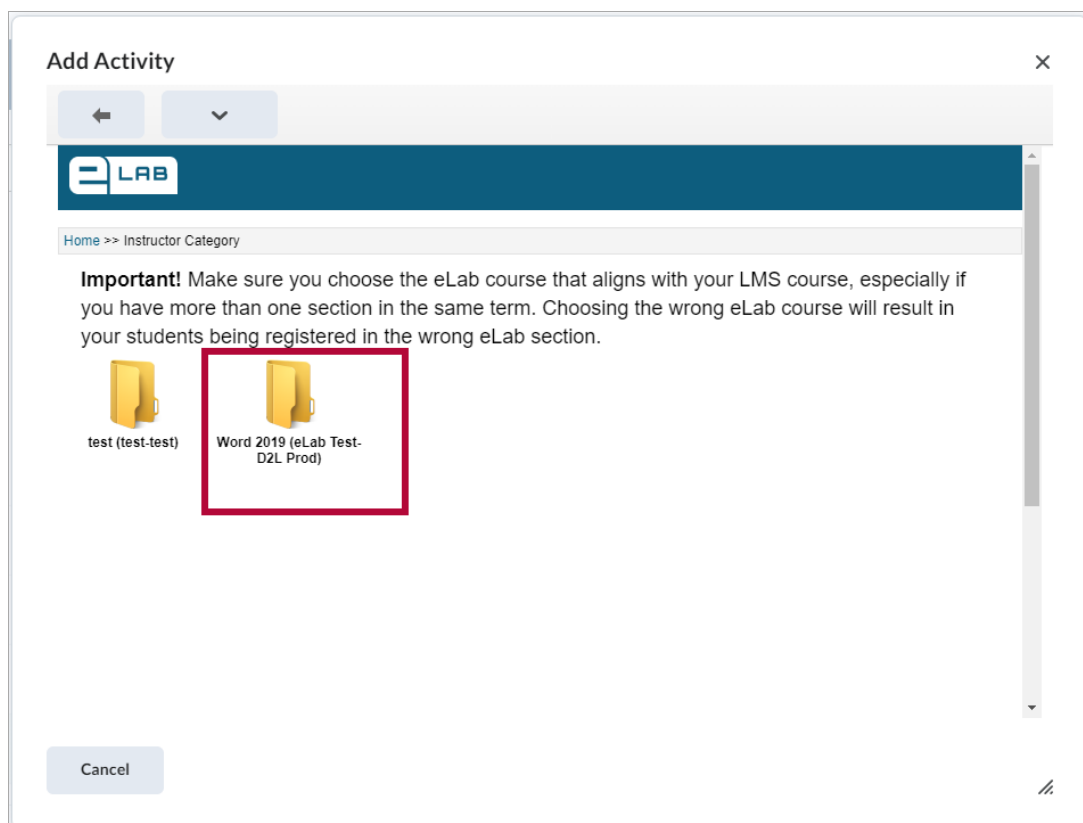 Add Activity
e LAB
Home >> Instructor Category
Important! Make sure you choose the eLab course that aligns with your LMS course, especially if
you have more than one section in the same term. Choosing the wrong eLab course will result in
your students being registered in the wrong eLab section.
test (test-test)
Word 2019 (eLab Test-
D2L Prod)
Cancel